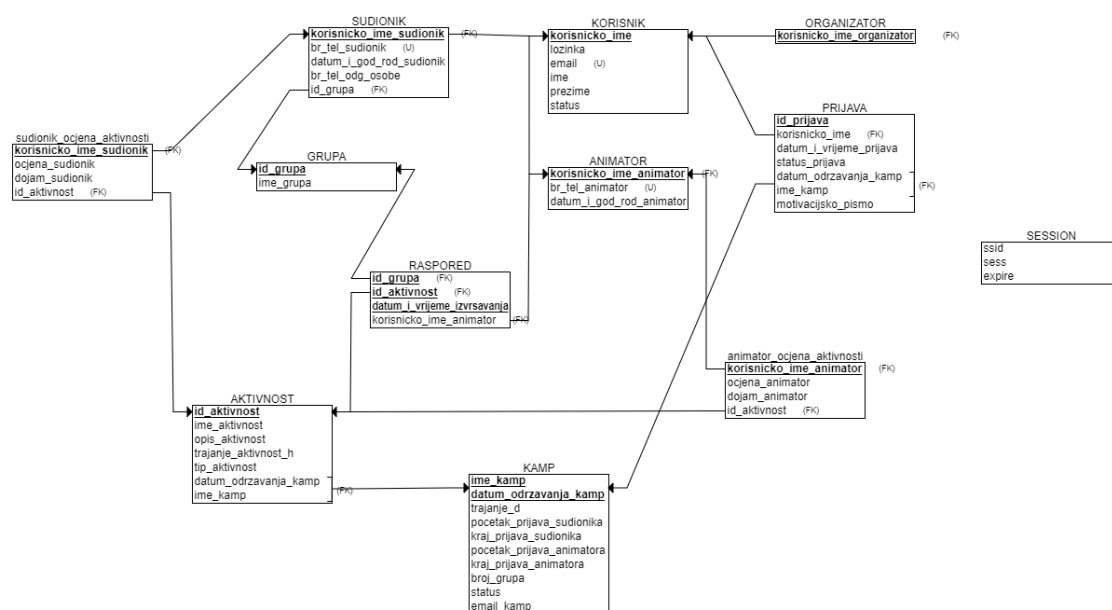 SUDIONIK
korisnicko_ime_sudionik (FK)
br_tel_sudionik (U)
datum_i_god_rod_sudionik
br_tel_odg_osobe
id_grupa (FK)
KORISNIK
korisnicko_ime
lozinka
email (U)
ime
prezime
status
ORGANIZATOR
korisnicko_ime_organizator (FK)
PRIJAVA
id_prijava
korisnicko_ime (FK)
datum_i_vrijeme_prijava
status_prijava
datum_odrzavanja_kamp
ime_kamp (FK)
motivacijsko_pismo
sudionik_ocjena_aktivnosti
korisnicko_ime_sudionik (FK)
ocjena_sudionik
dojam_sudionik
id_aktivnost (FK)
GRUPA
id_grupa
ime_grupa
ANIMATOR
korisnicko_ime_animator (FK)
br_tel_animator (U)
datum_i_god_rod_animator
SESSION
ssid
sess
expire
RASPORED
id_grupa (FK)
id_aktivnost (FK)
datum_i_vrijeme_izvrsavanja
korisnicko_ime_animator (FK)
animator_ocjena_aktivnosti
korisnicko_ime_animator (FK)
ocjena_animator
dojam_animator
id_aktivnost (FK)
AKTIVNOST
id_aktivnost
ime_aktivnost
opis_aktivnost
trajanje_aktivnost_h
tip_aktivnost
datum_odrzavanja_kamp
ime_kamp (FK)
KAMP
ime_kamp
datum_odrzavanja_kamp
trajanje_d
pocetak_prijava_sudionika
kraj_prijava_sudionika
pocetak_prijava_animatora
kraj_prijava_animatora
broj_grupa
status
email_kamp